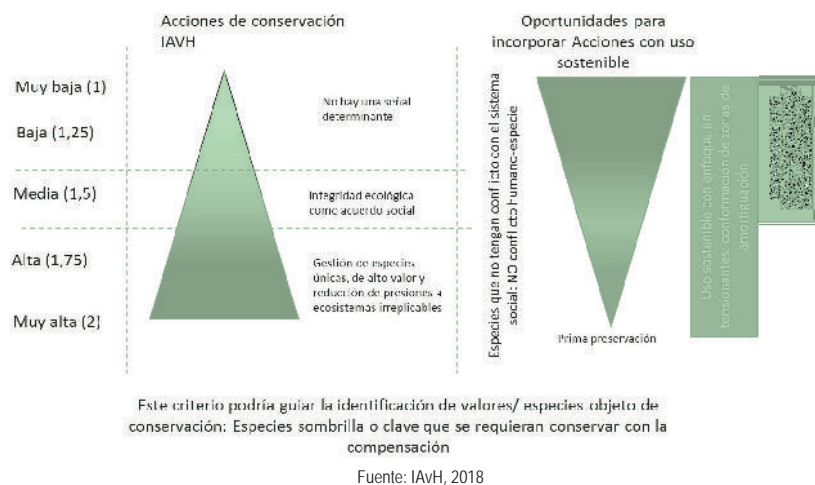 Acciones de conservación
IAVH
Oportunidades para
incorporar Acciones con uso
sostenible
Muy baja (1)
Baja (1,25)
Media (1,5)
Alta (1,75)
Muy alta (2)
No hay una señal
determinante
Integridad ecológica
como acuerdo social
Gestión de especies
únicas, de alto valor y
reducción de presiones a
ecosistemas irreplicables
Especies que no tengan conflicto con el sistema
social: NO conflicto humano-especie
Prima preservación
Uso sostenible con enfoque en
tensionantes: conformación de zonas de
amortiguación
Este criterio podría guiar la identificación de valores/ especies objeto de
conservación: Especies sombrilla o clave que se requieran conservar con la
compensación
Fuente: IAvH, 2018